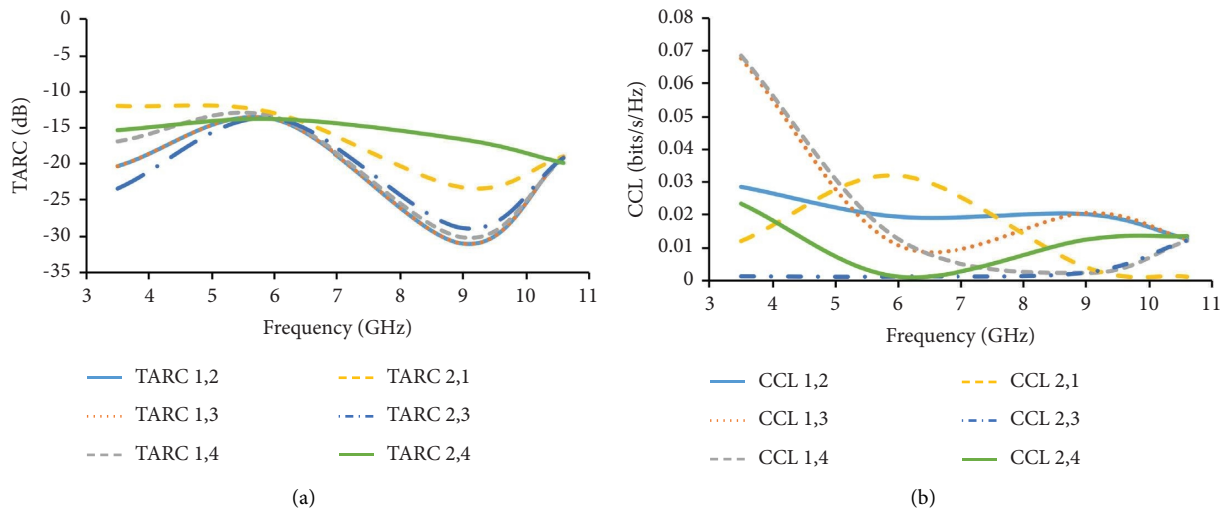 0
-5
-10
-15
-20
-25
-30
-35
TARC (dB)
3 4 5 6 7 8 9 10 11
Frequency (GHz)
TARC 1,2 TARC 2,1
TARC 1,3 TARC 2,3
TARC 1,4 TARC 2,4
(a)
0.08
0.07
0.06
0.05
0.04
0.03
0.02
0.01
0
CCL (bits/s/Hz)
3 4 5 6 7 8 9 10 11
Frequency (GHz)
CCL 1,2 CCL 2,1
CCL 1,3 CCL 2,3
CCL 1,4 CCL 2,4
(b)